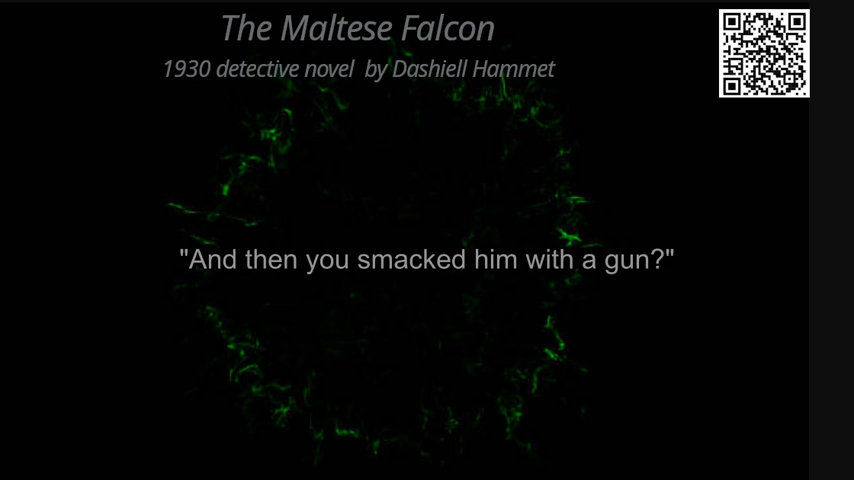 The Maltese Falcon
1930 detective novel by Dashiell Hammet
"And then you smacked him with a gun?"